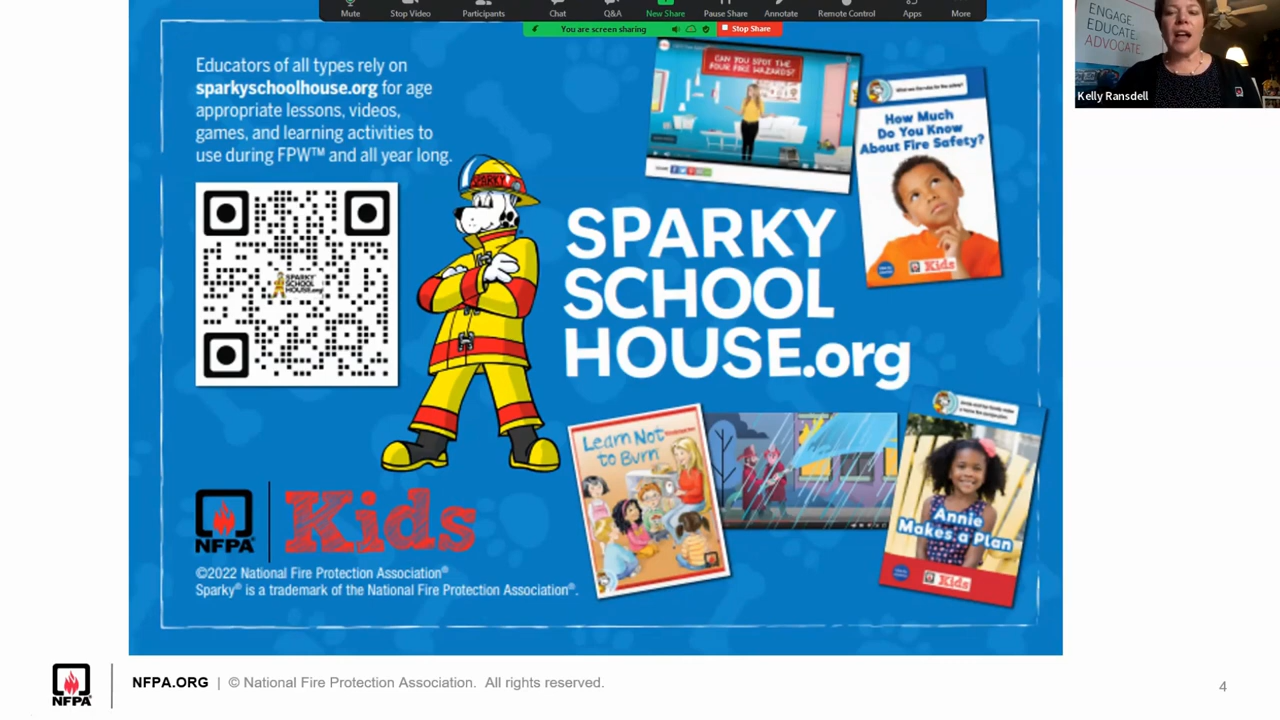 Mute
Stop Video
Participants
Chat
Q&A
New Share
Pause Share
Annotate
Remote Control
Apps
More
You are screen sharing
Stop Share
ENGAGE.
EDUCATE.
ADVOCATE.
Kelly Ransdell
Educators of all types rely on
sparkyschoolhouse.org for age
appropriate lessons, videos,
games, and learning activities to
use during FPW™ and all year long.
CAN YOU SPOT THE
FOUR FIRE HAZARDS?
How Much
Do You Know
About Fire Safety?
Kids
SPARKY
SPARKY
SCHOOL
HOUSE.org
SPARKY
SCHOOL
HOUSE.org
Learn Not
to Burn
Kindergarten
Annie
Makes a Plan
Kids
NFPA®
Kids
©2022 National Fire Protection Association®
Sparky® is a trademark of the National Fire Protection Association®.
NFPA®
NFPA.ORG | © National Fire Protection Association. All rights reserved.
4